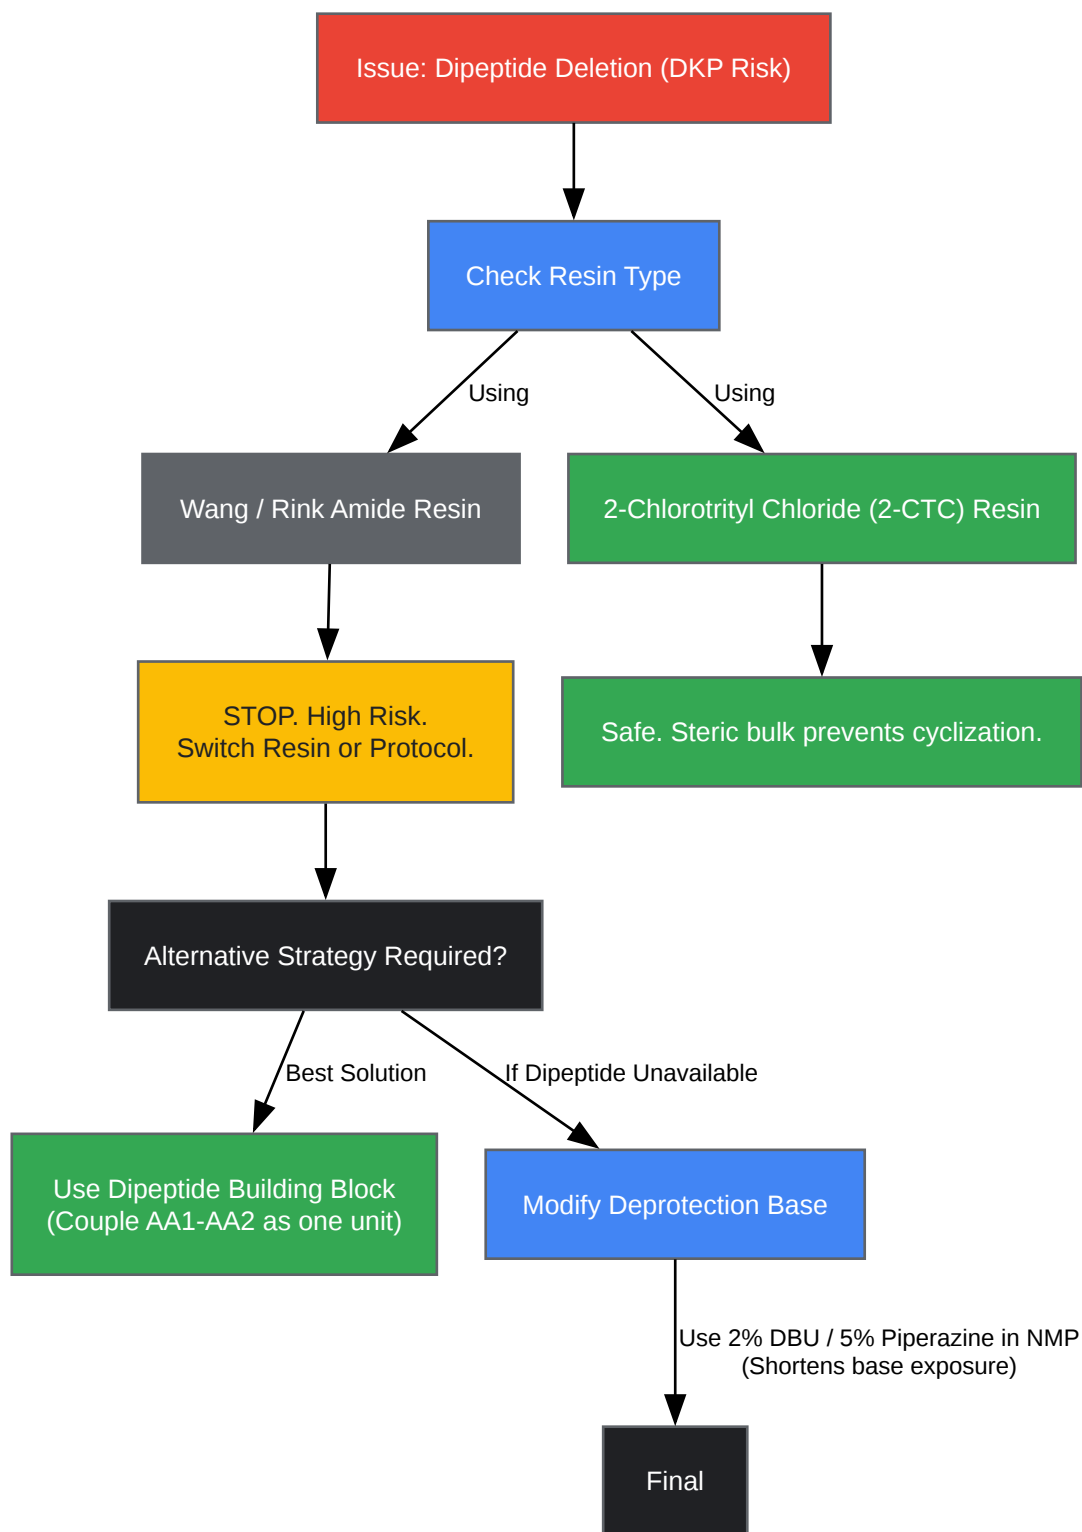 Issue: Dipeptide Deletion (DKP Risk)
Check Resin Type
Using
Using
Wang / Rink Amide Resin
2-Chlorotrityl Chloride (2-CTC) Resin
STOP. High Risk.
Switch Resin or Protocol.
Safe. Steric bulk prevents cyclization.
Alternative Strategy Required?
Best Solution
If Dipeptide Unavailable
Use Dipeptide Building Block
(Couple AA1-AA2 as one unit)
Modify Deprotection Base
Use 2% DBU / 5% Piperazine in NMP
(Shortens base exposure)
Final